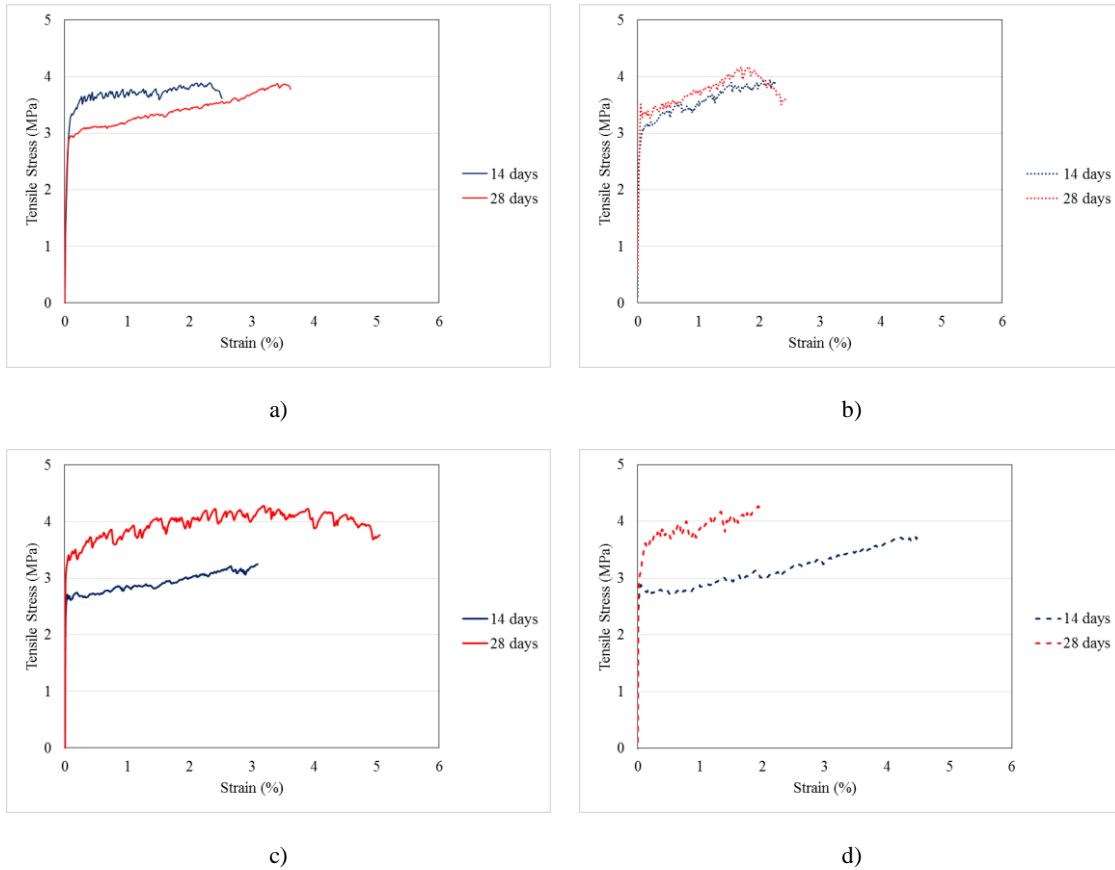 5
4
3
2
1
0
Tensile Stress (MPa)
0 1 2 3 4 5 6
Strain (%)
14 days
28 days
a)
5
4
3
2
1
0
Tensile Stress (MPa)
0 1 2 3 4 5 6
Strain (%)
14 days
28 days
b)
5
4
3
2
1
0
Tensile Stress (MPa)
0 1 2 3 4 5 6
Strain (%)
14 days
28 days
c)
5
4
3
2
1
0
Tensile Stress (MPa)
0 1 2 3 4 5 6
Strain (%)
14 days
28 days
d)